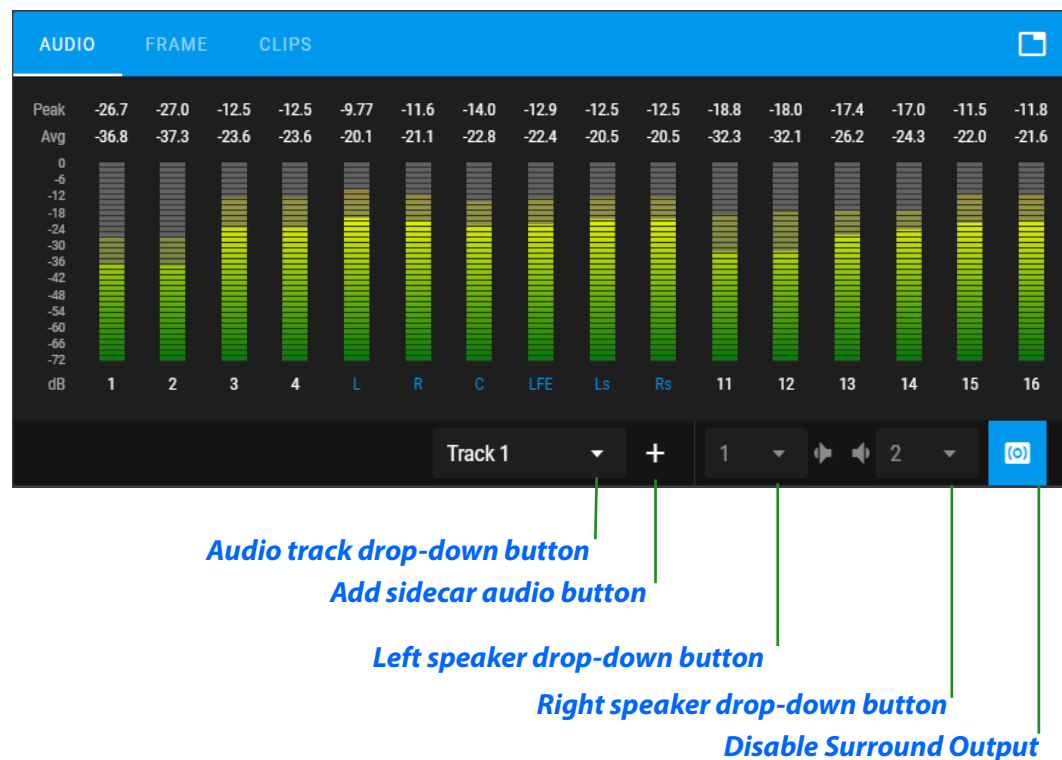 AUDIO FRAME CLIPS
Peak -26.7 -27.0 -12.5 -12.5 -9.77 -11.6 -14.0 -12.9 -12.5 -12.5 -18.8 -18.0 -17.4 -17.0 -11.5 -11.8
Avg -36.8 -37.3 -23.6 -23.6 -20.1 -21.1 -22.8 -22.4 -20.5 -20.5 -32.3 -32.1 -26.2 -24.3 -22.0 -21.6
0
-6
-12
-18
-24
-30
-36
-42
-48
-54
-60
-66
-72
dB 1 2 3 4 L R C LFE Ls Rs 11 12 13 14 15 16
Track 1 + 1 2
Audio track drop-down button
Add sidecar audio button
Left speaker drop-down button
Right speaker drop-down button
Disable Surround Output